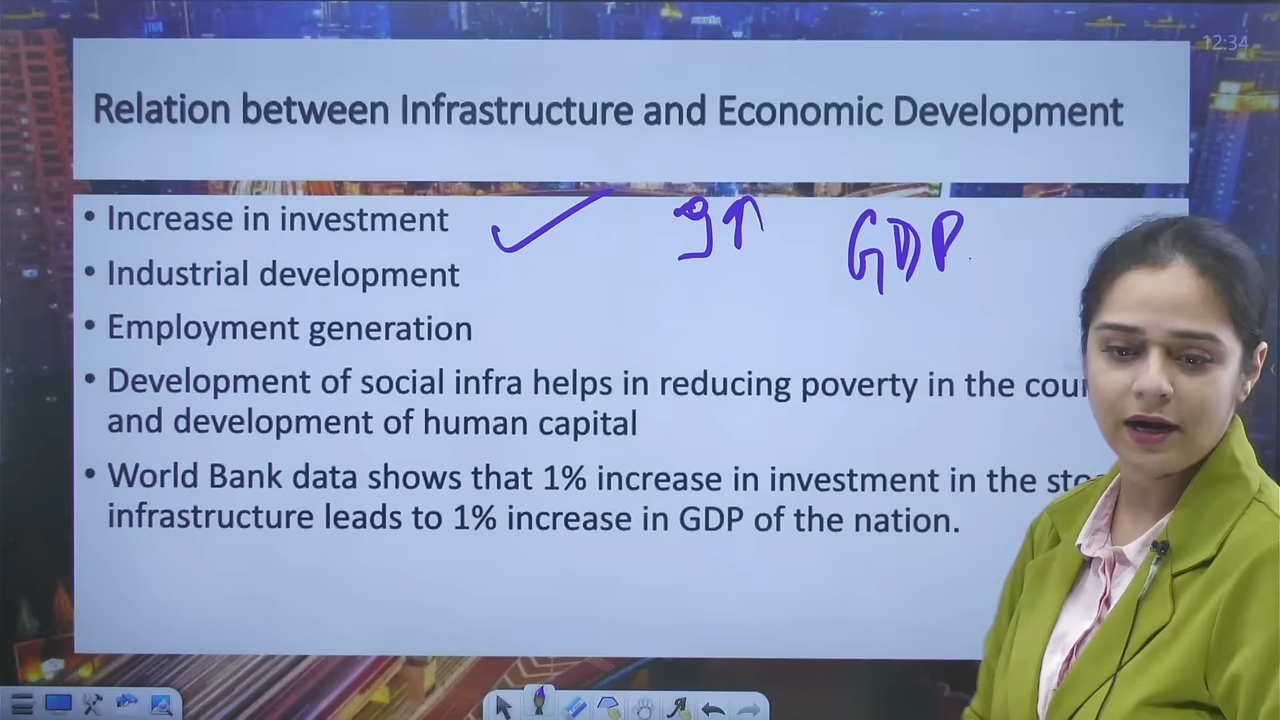 12:34
Relation between Infrastructure and Economic Development
• Increase in investment
g↑ GDP
• Industrial development
• Employment generation
• Development of social infra helps in reducing poverty in the
and development of human capital
• World Bank data shows that 1% increase in investment in the
infrastructure leads to 1% increase in GDP of the nation.